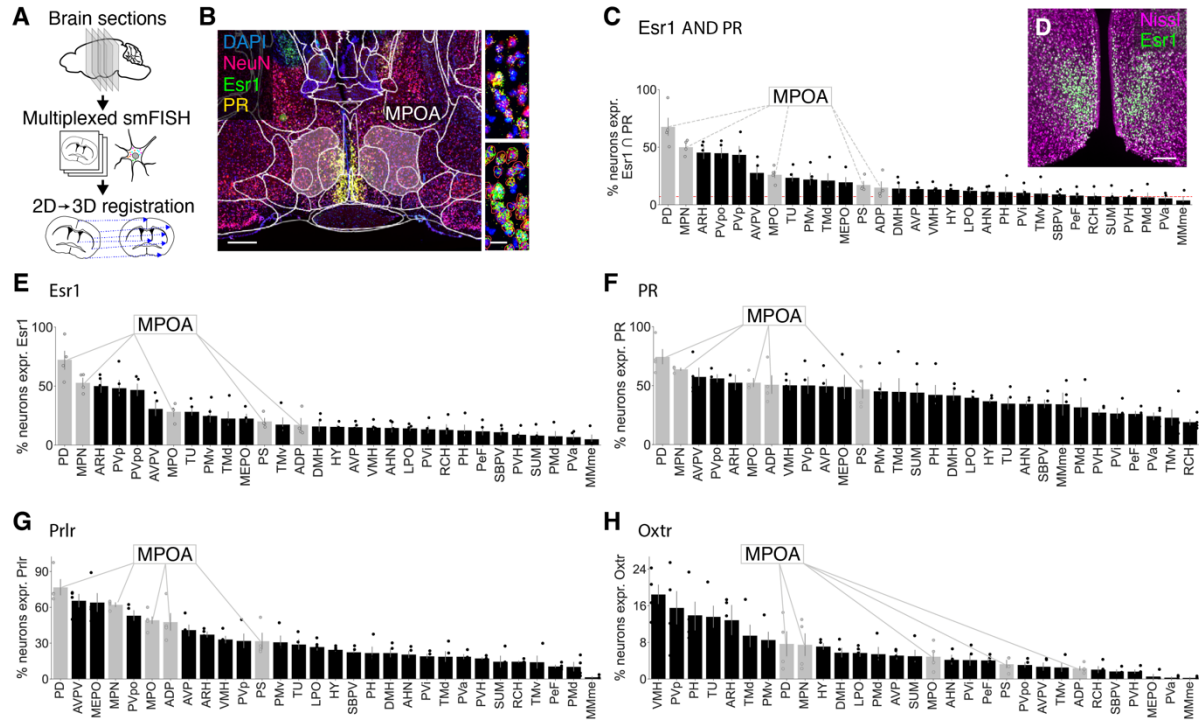 A
Brain sections
Multiplexed smFISH
2D→3D registration
B
DAPI
NeuN
Esr1
PR
MPOA
C
Esr1 AND PR
% neurons expr.
Esr1 ∩ PR
100
50
0
MPOA
PD MPN ARH PVpo PVp AVPV MPO TU PMv TMd MEPO PS ADP DMH AVP VMH HY LPO AHN PH PVi TMv SBPV PeF RCH SUM PVH PMd PVa MMme
D
Nissl
Esr1
E
Esr1
% neurons expr. Esr1
100
50
0
MPOA
PD MPN ARH PVp PVpo AVPV MPO TU PMv TMd MEPO PS TMv ADP DMH HY AVP VMH AHN LPO PVi RCH PH PeF SBPV PVH SUM PMd PVa MMme
F
PR
% neurons expr. PR
100
50
0
MPOA
PD MPN AVPV PVpo ARH MPO ADP VMH PVp AVP MEPO PS PMv TMd SUM PH DMH LPO HY TU AHN SBPV MMme PMd PVH PVi PeF PVa TMv RCH
G
Prlr
% neurons expr. Prlr
90
60
30
0
MPOA
PD AVPV MEPO MPN PVpo MPO ADP AVP ARH VMH PVp PS PMv TU LPO HY SBPV PH DMH AHN PVi TMd PVa PVH SUM RCH TMv PeF PMd MMme
H
Oxtr
% neurons expr. Oxtr
24
16
8
0
MPOA
VMH PVp PH TU ARH TMd PMv PD MPN HY DMH LPO PMd AVP SUM MPO AHN PVi PeF PS PVpo AVPV TMv ADP RCH SBPV PVH MEPO PVa MMme